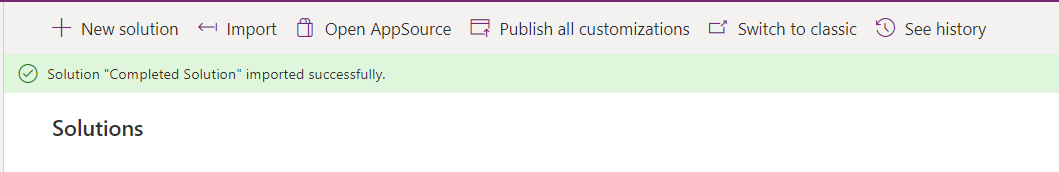 New solution Import Open AppSource Publish all customizations Switch to classic See history
Solution "Completed Solution" imported successfully.
Solutions